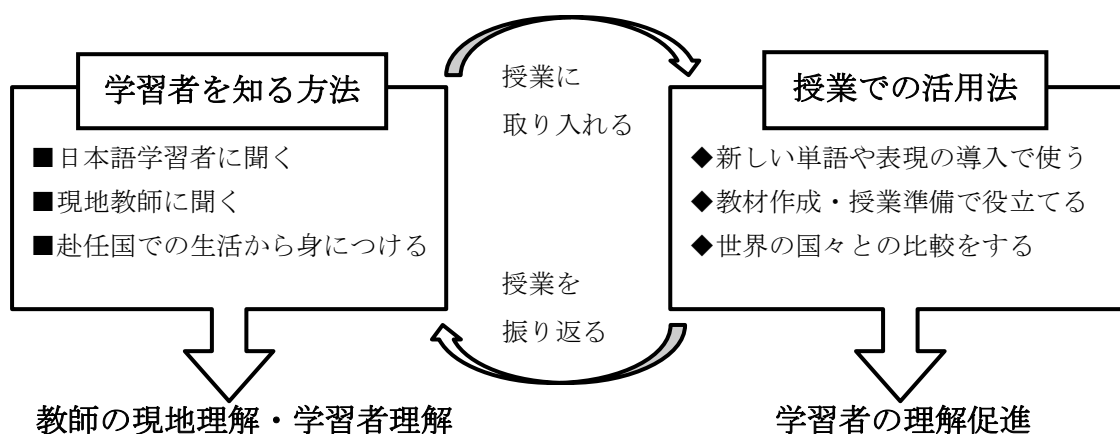 学習者を知る方法
■日本語学習者に聞く
■現地教師に聞く
■赴任国での生活から身につける
教師の現地理解・学習者理解
授業に
取り入れる
授業を
振り返る
授業での活用法
◆新しい単語や表現の導入で使う
◆教材作成・授業準備で役立てる
◆世界の国々との比較をする
学習者の理解促進